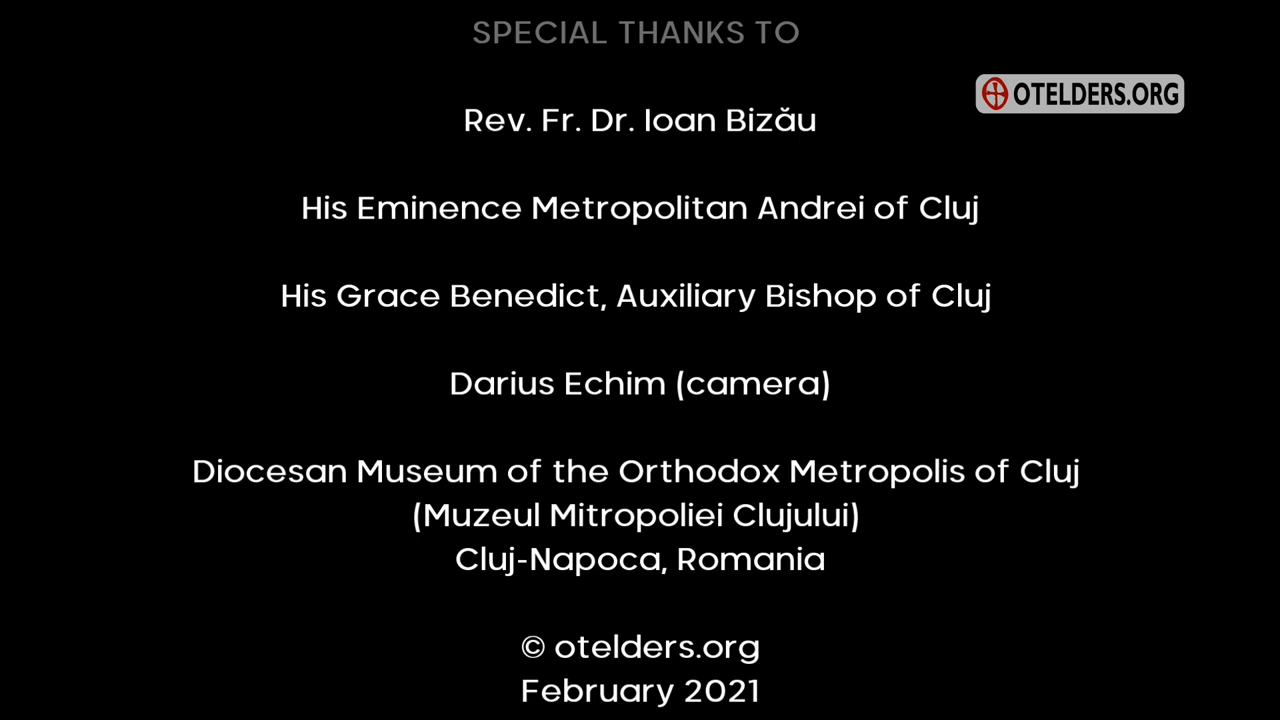 SPECIAL THANKS TO
OTELDERS.ORG
Rev. Fr. Dr. Ioan Bizău
His Eminence Metropolitan Andrei of Cluj
His Grace Benedict, Auxiliary Bishop of Cluj
Darius Echim (camera)
Diocesan Museum of the Orthodox Metropolis of Cluj
(Muzeul Mitropoliei Clujului)
Cluj-Napoca, Romania
© otelders.org
February 2021